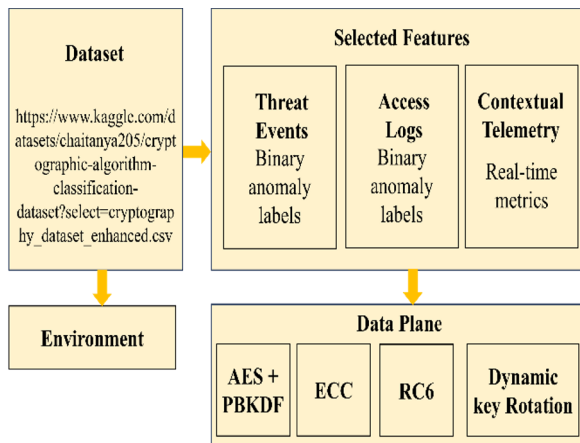 Dataset
https://www.kaggle.com/d
atasets/chaitanya205/crypt
ographic-algorithm-
classification-
dataset?select=cryptograp
hy_dataset_enhanced.csv
Environment
Selected Features
Threat
Events
Binary
anomaly
labels
Access
Logs
Binary
anomaly
labels
Contextual
Telemetry
Real-time
metrics
Data Plane
AES +
PBKDF
ECC
RC6
Dynamic
key Rotation